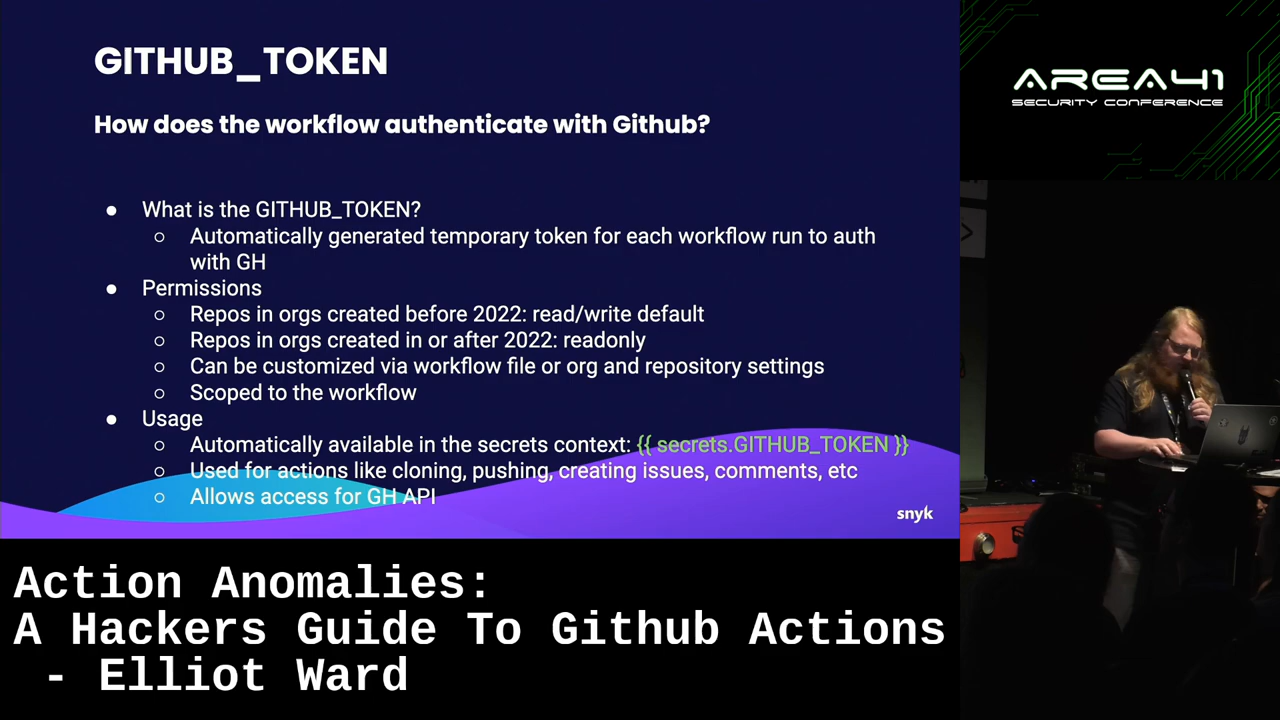 GITHUB_TOKEN
How does the workflow authenticate with Github?
● What is the GITHUB_TOKEN?
○ Automatically generated temporary token for each workflow run to auth
with GH
● Permissions
○ Repos in orgs created before 2022: read/write default
○ Repos in orgs created in or after 2022: readonly
○ Can be customized via workflow file or org and repository settings
○ Scoped to the workflow
● Usage
○ Automatically available in the secrets context: {{ secrets.GITHUB_TOKEN }}
○ Used for actions like cloning, pushing, creating issues, comments, etc
○ Allows access for GH API
snyk
AREA41
SECURITY CONFERENCE
Action Anomalies:
A Hackers Guide To Github Actions
- Elliot Ward